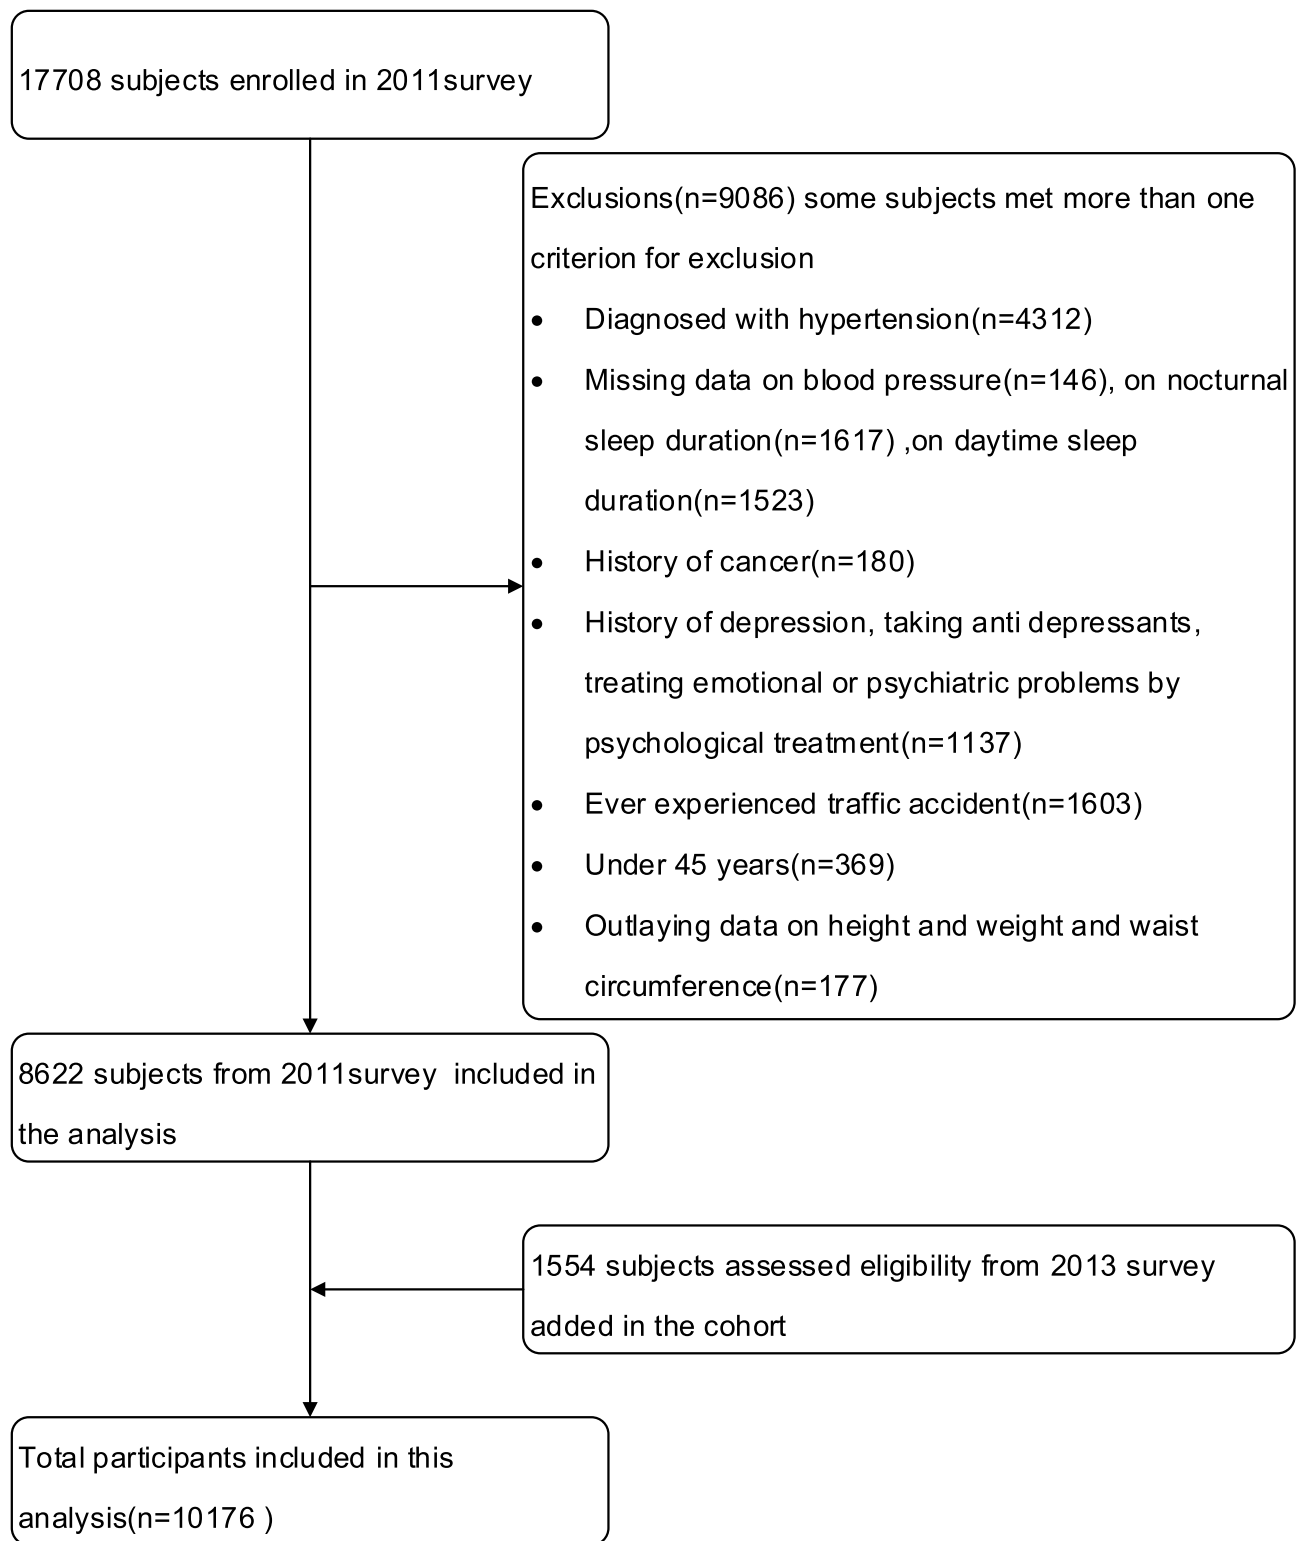 17708 subjects enrolled in 2011survey
Exclusions(n=9086) some subjects met more than one
criterion for exclusion
• Diagnosed with hypertension(n=4312)
• Missing data on blood pressure(n=146), on nocturnal
sleep duration(n=1617) ,on daytime sleep
duration(n=1523)
• History of cancer(n=180)
• History of depression, taking anti depressants,
treating emotional or psychiatric problems by
psychological treatment(n=1137)
• Ever experienced traffic accident(n=1603)
• Under 45 years(n=369)
• Outlaying data on height and weight and waist
circumference(n=177)
8622 subjects from 2011survey  included in
the analysis
1554 subjects assessed eligibility from 2013 survey
added in the cohort
Total participants included in this
analysis(n=10176 )